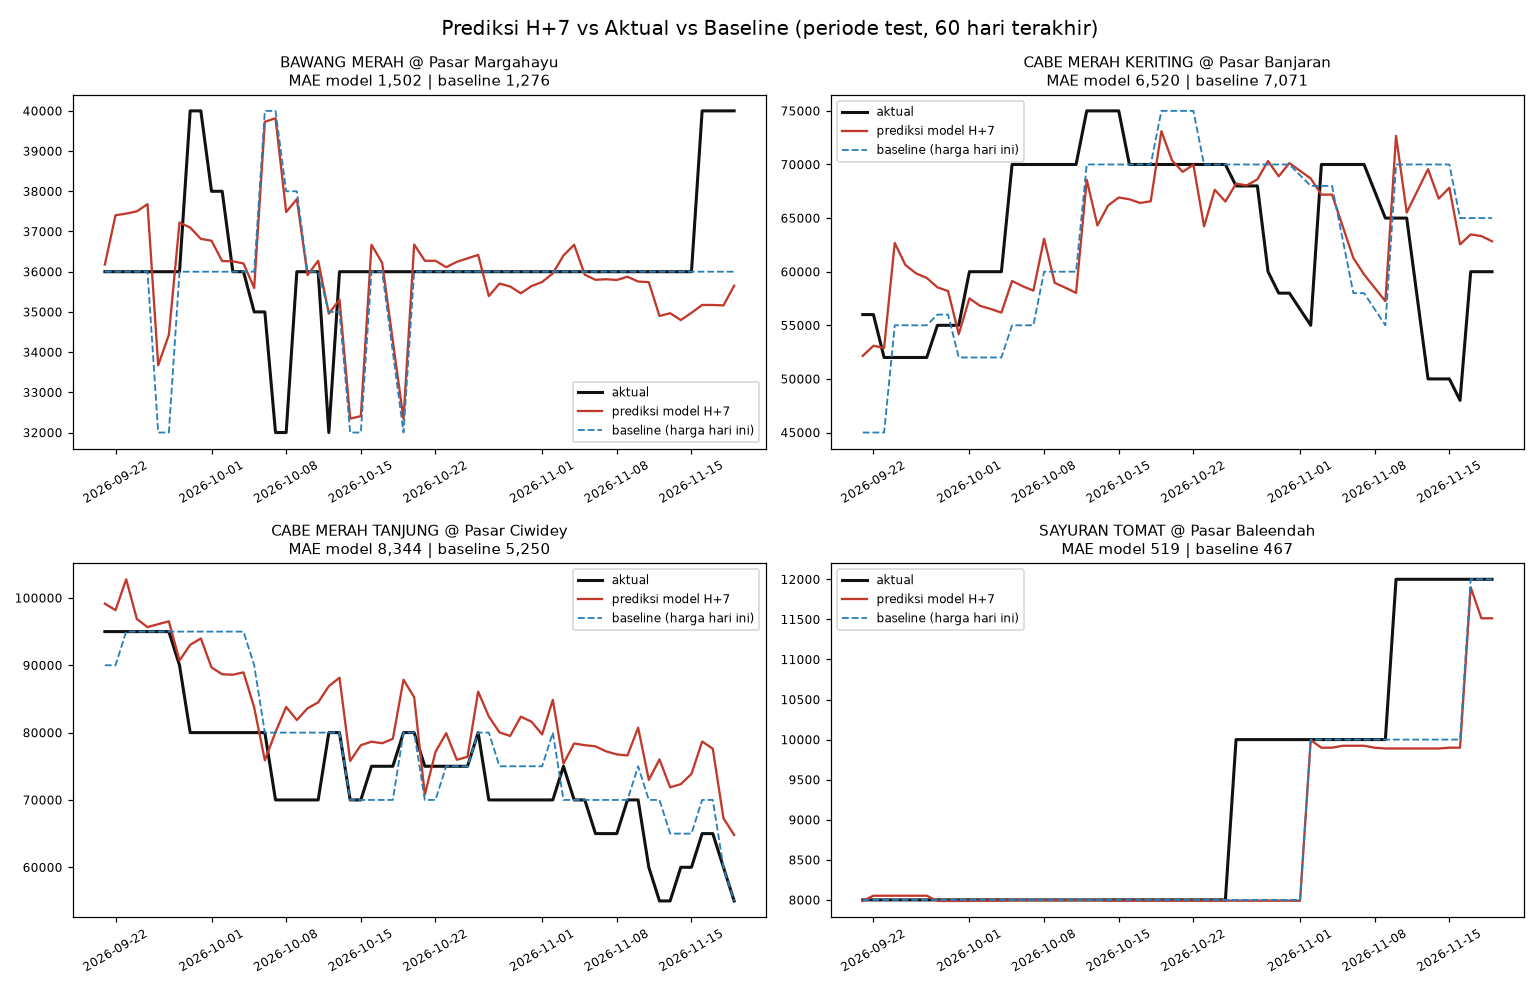 Prediksi H+7 vs Aktual vs Baseline (periode test, 60 hari terakhir)
BAWANG MERAH @ Pasar Margahayu
MAE model 1,502 | baseline 1,276
40000
39000
38000
37000
36000
35000
34000
33000
32000
aktual
prediksi model H+7
baseline (harga hari ini)
2026-09-22
2026-10-01
2026-10-08
2026-10-15
2026-10-22
2026-11-01
2026-11-08
2026-11-15
CABE MERAH KERITING @ Pasar Banjaran
MAE model 6,520 | baseline 7,071
75000
70000
65000
60000
55000
50000
45000
aktual
prediksi model H+7
baseline (harga hari ini)
2026-09-22
2026-10-01
2026-10-08
2026-10-15
2026-10-22
2026-11-01
2026-11-08
2026-11-15
CABE MERAH TANJUNG @ Pasar Ciwidey
MAE model 8,344 | baseline 5,250
100000
90000
80000
70000
60000
aktual
prediksi model H+7
baseline (harga hari ini)
2026-09-22
2026-10-01
2026-10-08
2026-10-15
2026-10-22
2026-11-01
2026-11-08
2026-11-15
SAYURAN TOMAT @ Pasar Baleendah
MAE model 519 | baseline 467
12000
11500
11000
10500
10000
9500
9000
8500
8000
aktual
prediksi model H+7
baseline (harga hari ini)
2026-09-22
2026-10-01
2026-10-08
2026-10-15
2026-10-22
2026-11-01
2026-11-08
2026-11-15